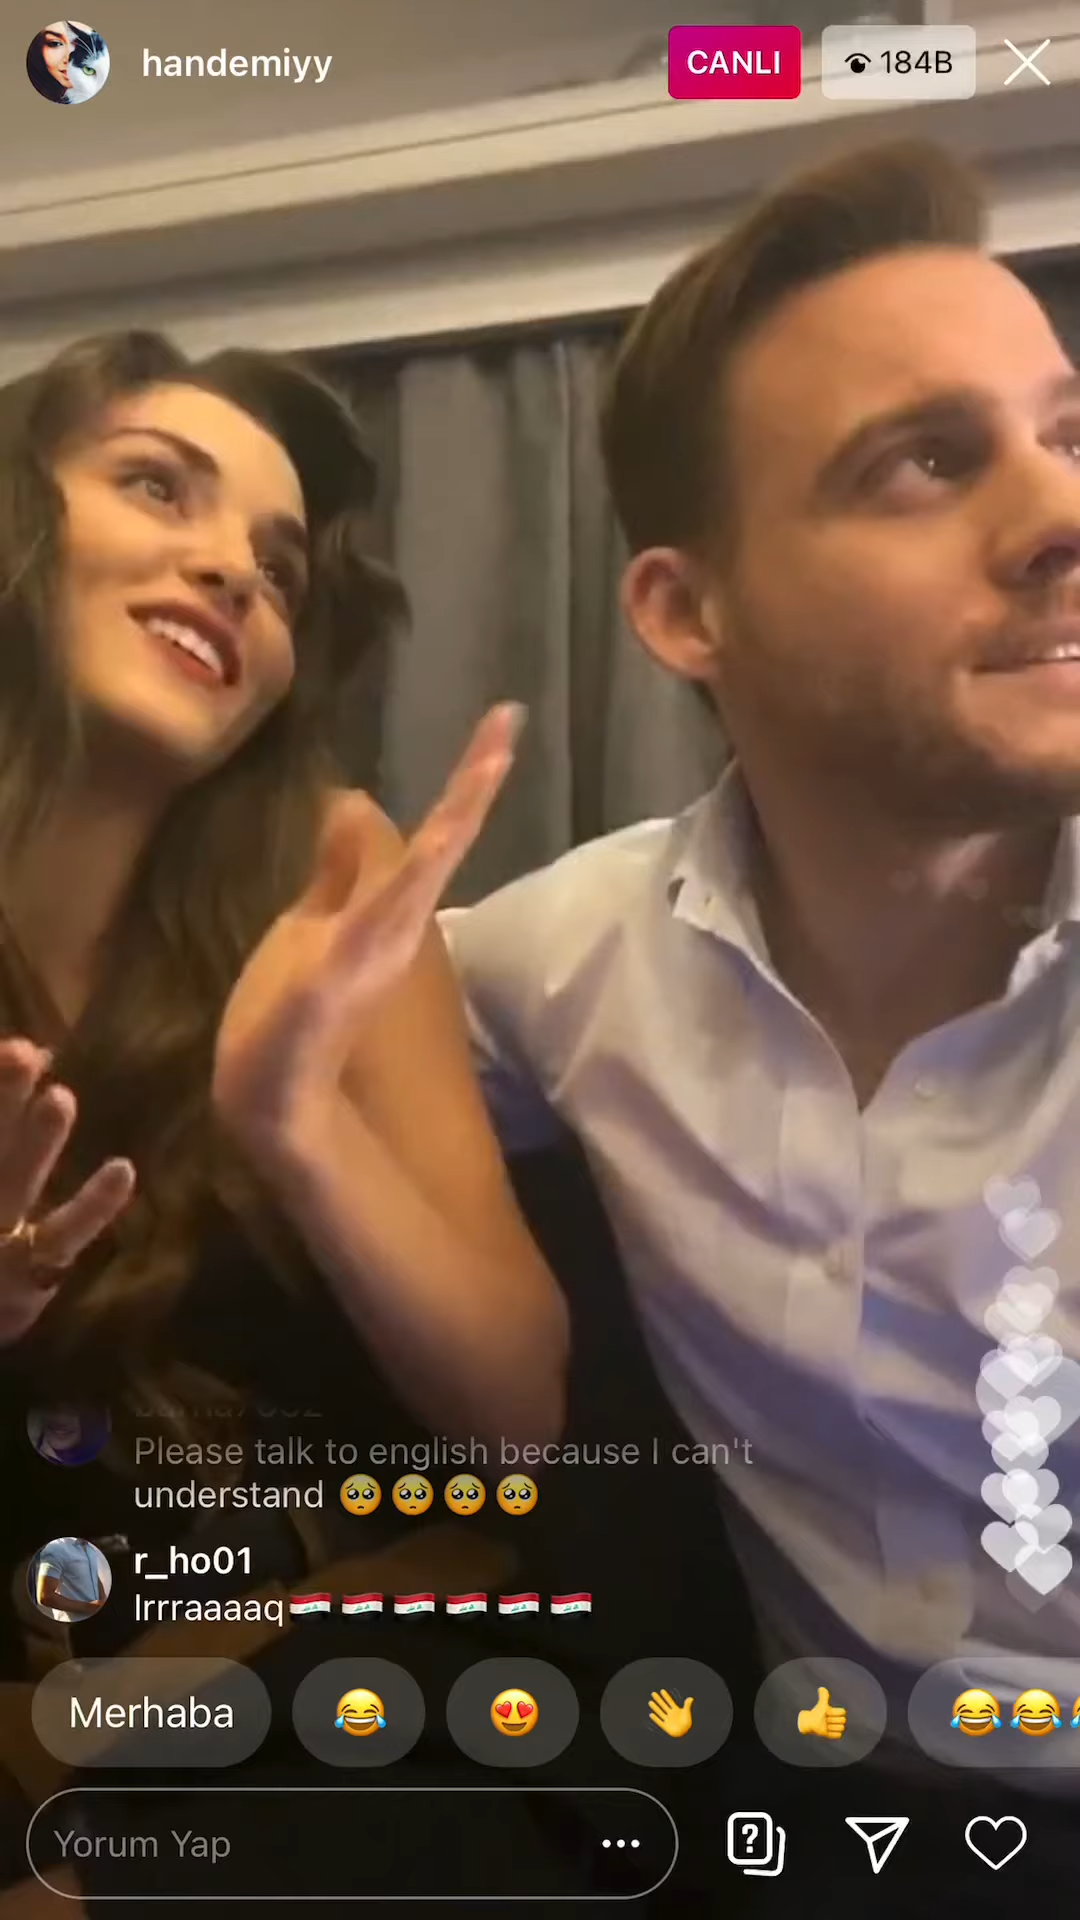 handemiyy
CANLI
184B
Please talk to english because I can't
understand 🥺🥺🥺🥺
r_ho01
Irrraaaaq🇮🇶🇮🇶🇮🇶🇮🇶🇮🇶🇮🇶
Merhaba 😂 😍 👋 👍 😂😂
Yorum Yap